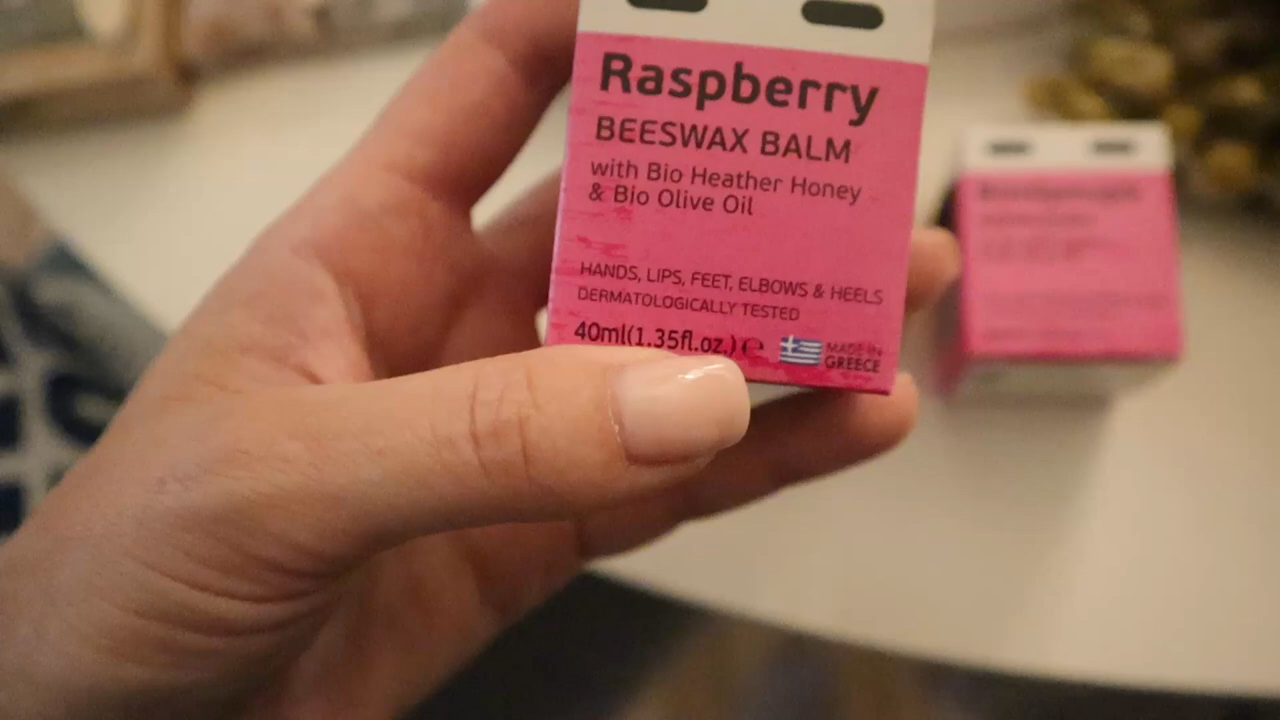 Raspberry
BEESWAX BALM
with Bio Heather Honey
& Bio Olive Oil
HANDS, LIPS, FEET, ELBOWS & HEELS
DERMATOLOGICALLY TESTED
40ml(1.35fl.oz.) ℮
MADE IN
GREECE